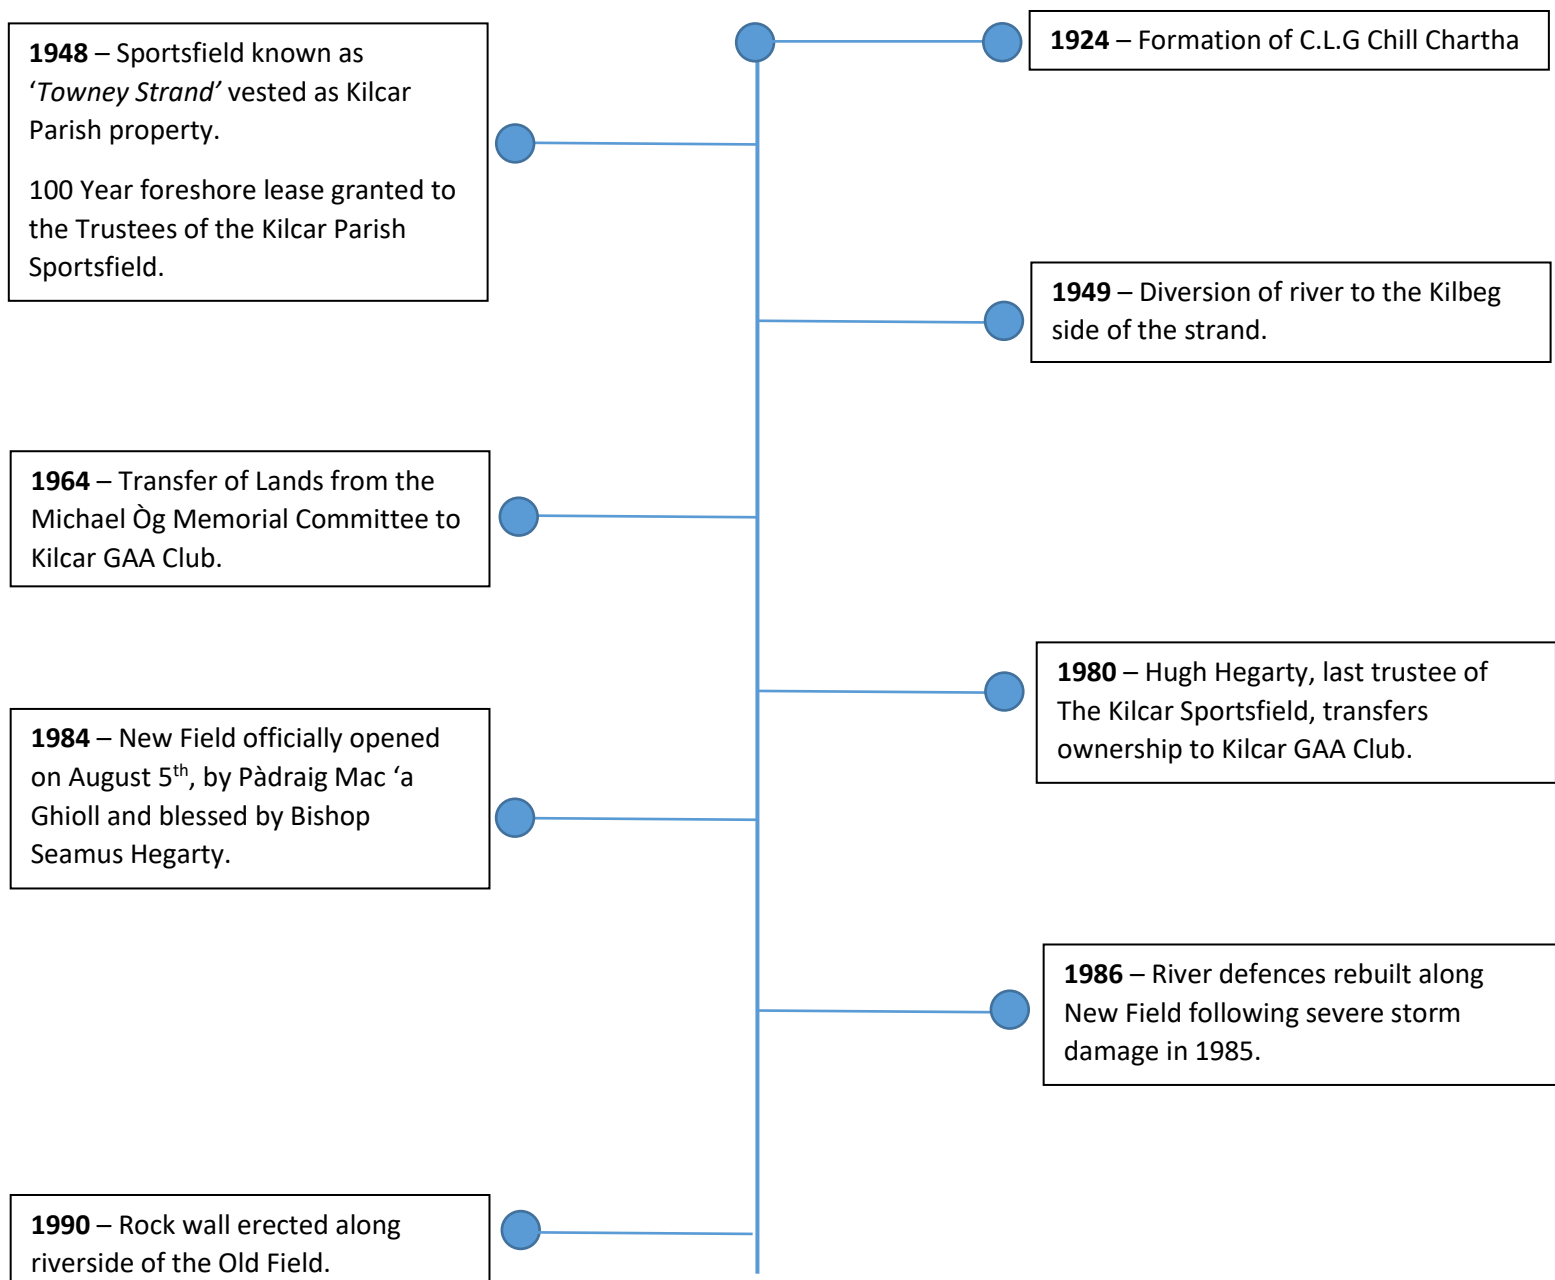 1924 – Formation of C.L.G Chill Chartha
1948 – Sportsfield known as
‘Towney Strand’ vested as Kilcar
Parish property.
100 Year foreshore lease granted to
the Trustees of the Kilcar Parish
Sportsfield.
1949 – Diversion of river to the Kilbeg
side of the strand.
1964 – Transfer of Lands from the
Michael Òg Memorial Committee to
Kilcar GAA Club.
1980 – Hugh Hegarty, last trustee of
The Kilcar Sportsfield, transfers
ownership to Kilcar GAA Club.
1984 – New Field officially opened
on August 5th, by Pàdraig Mac ‘a
Ghioll and blessed by Bishop
Seamus Hegarty.
1986 – River defences rebuilt along
New Field following severe storm
damage in 1985.
1990 – Rock wall erected along
riverside of the Old Field.